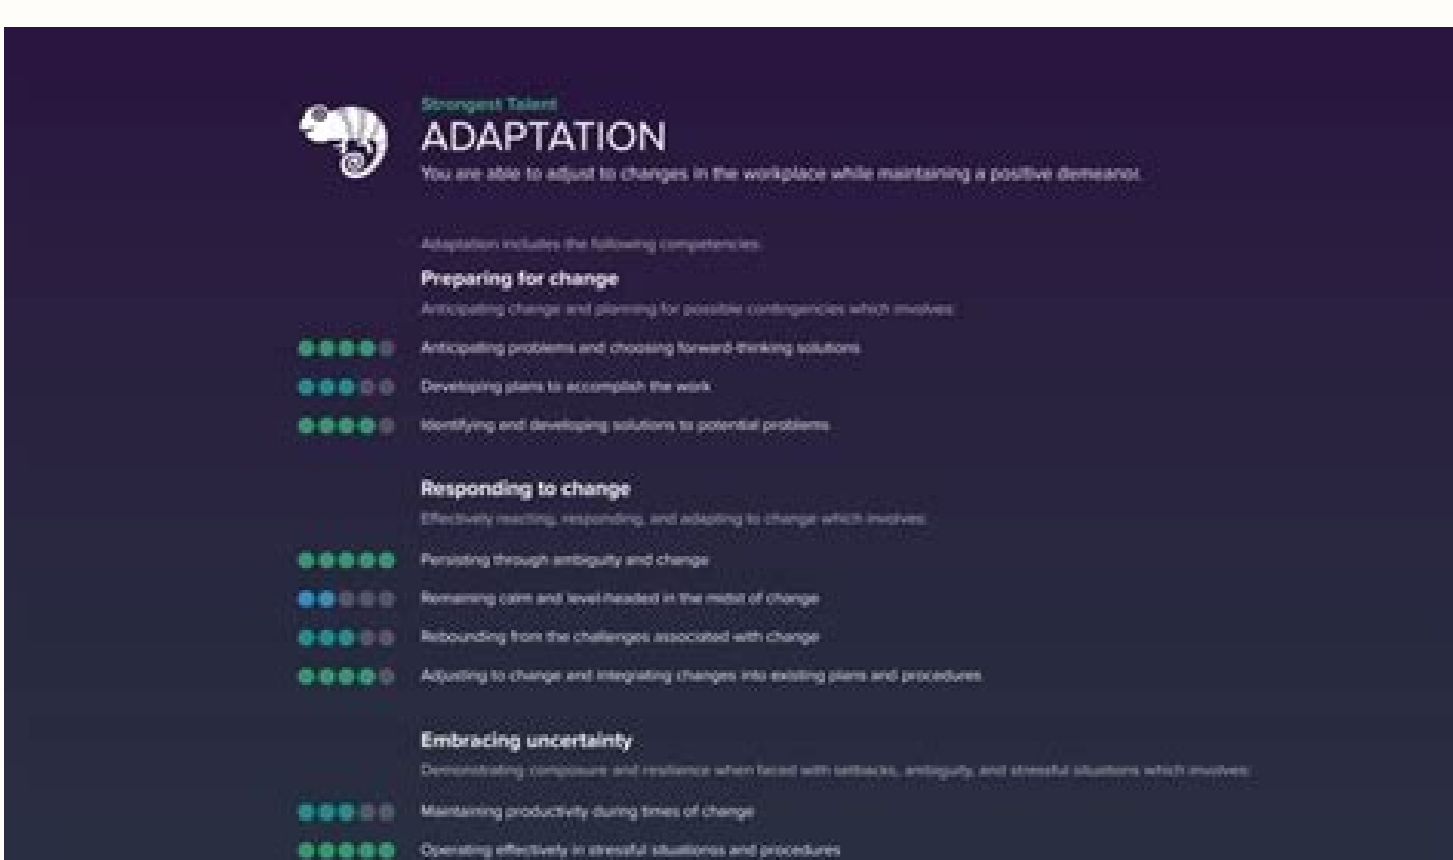 Strongest Talent
ADAPTATION
You are able to adjust to changes in the workplace while maintaining a positive demeanor.
Adaptation includes the following competencies:
Preparing for change
Anticipating change and planning for possible contingencies which involves:
Anticipating problems and choosing forward-thinking solutions
Developing plans to accomplish the work
Identifying and developing solutions to potential problems
Responding to change
Effectively reacting, responding, and adapting to change which involves:
Persisting through ambiguity and change
Remaining calm and level-headed in the midst of change
Rebounding from the challenges associated with change
Adjusting to change and integrating changes into existing plans and procedures
Embracing uncertainty
Demonstrating composure and resilience when faced with setbacks, ambiguity, and stressful situations which involves:
Maintaining productivity during times of change
Operating effectively in stressful situationss and procedures